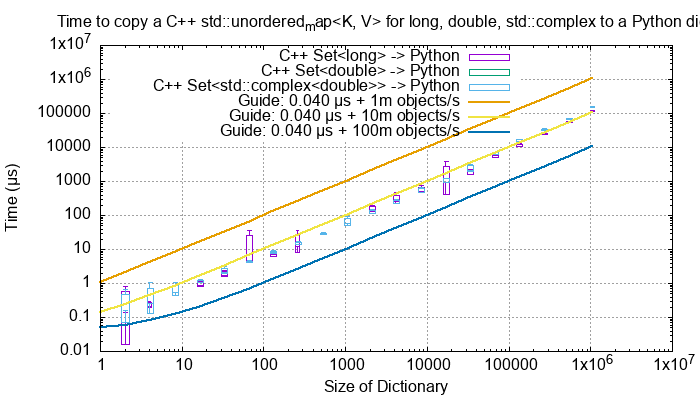 Time to copy a C++ std::unordered_map<K, V> for long, double, std::complex to a Python di
1x10^7
1x10^6
100000
10000
1000
100
10
1
0.1
0.01
Time (µs)
C++ Set<long> -> Python
C++ Set<double> -> Python
C++ Set<std::complex<double>> -> Python
Guide: 0.040 µs + 1m objects/s
Guide: 0.040 µs + 10m objects/s
Guide: 0.040 µs + 100m objects/s
1 10 100 1000 10000 100000 1x10^6 1x10^7
Size of Dictionary